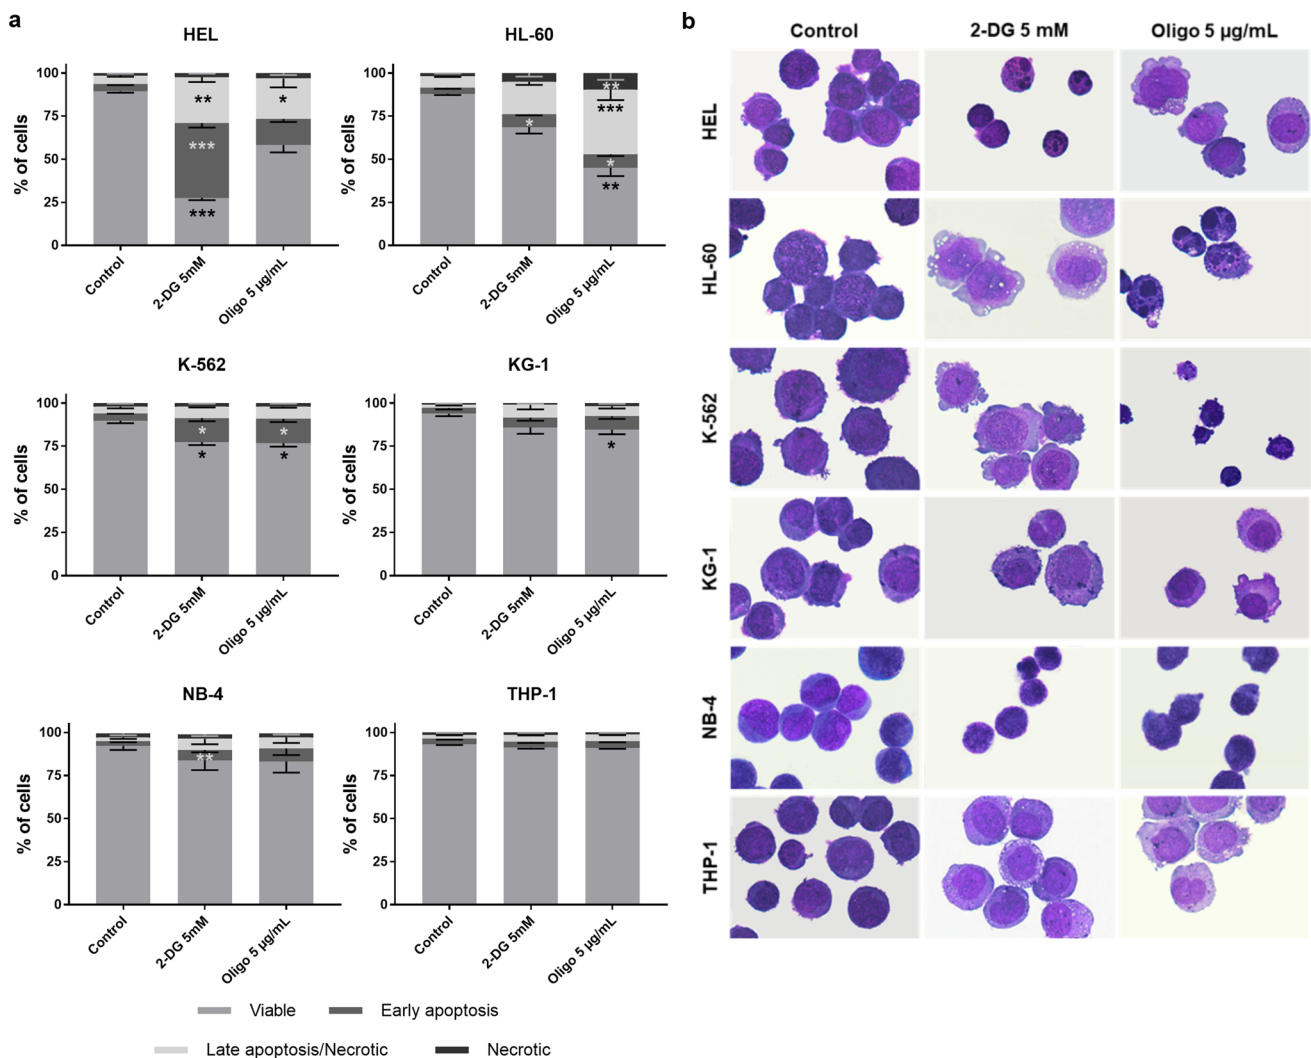 a
HEL
% of cells
100
75
50
25
0
**
***
***
*
Control
2-DG 5mM
Oligo 5 µg/mL
HL-60
% of cells
100
75
50
25
0
*
**
***
*
**
Control
2-DG 5mM
Oligo 5 µg/mL
K-562
% of cells
100
75
50
25
0
*
*
*
*
Control
2-DG 5mM
Oligo 5 µg/mL
KG-1
% of cells
100
75
50
25
0
*
Control
2-DG 5mM
Oligo 5 µg/mL
NB-4
% of cells
100
75
50
25
0
**
Control
2-DG 5mM
Oligo 5 µg/mL
THP-1
% of cells
100
75
50
25
0
Control
2-DG 5mM
Oligo 5 µg/mL
Viable
Early apoptosis
Late apoptosis/Necrotic
Necrotic
b
Control
2-DG 5 mM
Oligo 5 µg/mL
HEL
HL-60
K-562
KG-1
NB-4
THP-1